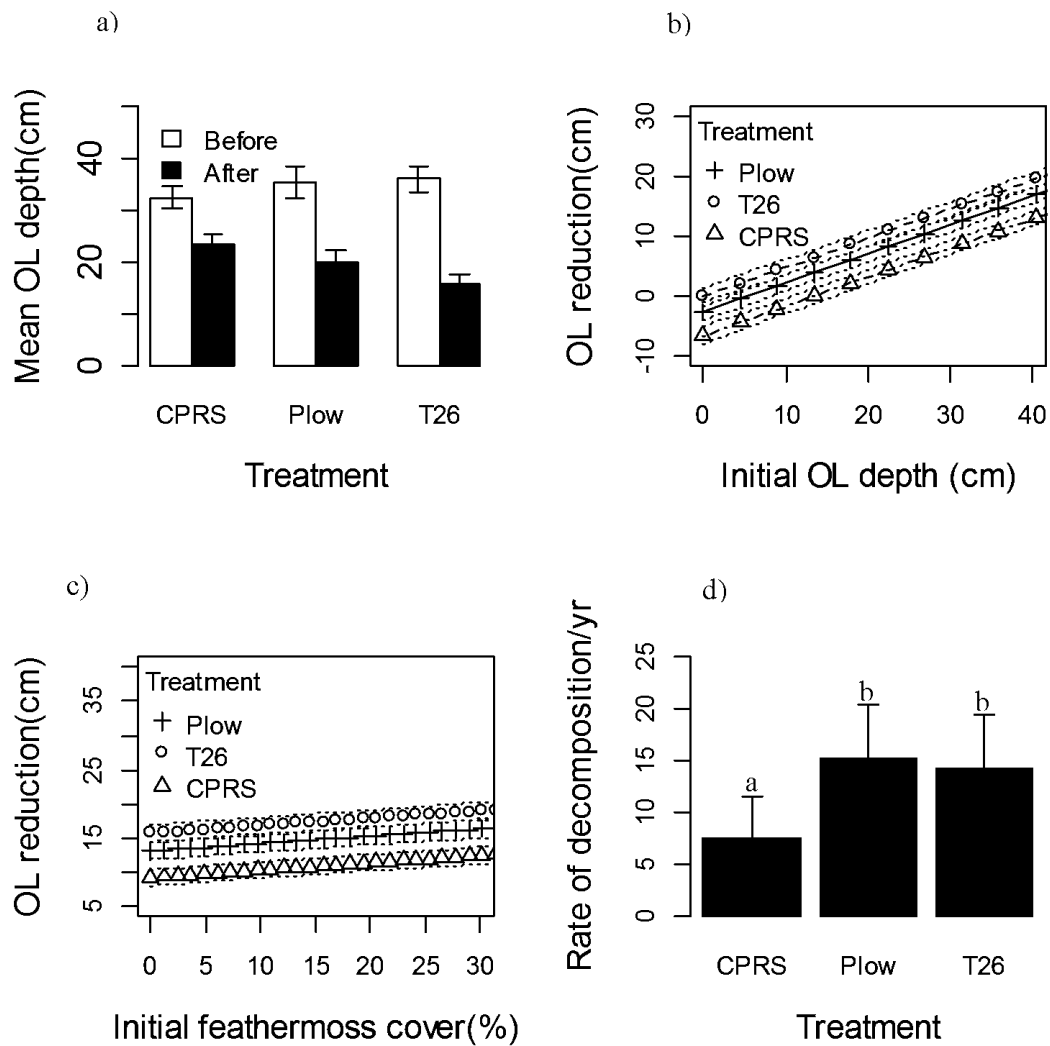 a)
Mean OL depth(cm)
40
20
0
Before
After
CPRS Plow T26
Treatment
b)
OL reduction(cm)
30
20
10
0
-10
Treatment
Plow
T26
CPRS
0 10 20 30 40
Initial OL depth (cm)
c)
OL reduction(cm)
35
25
15
5
Treatment
Plow
T26
CPRS
0 5 10 15 20 25 30
Initial feathermoss cover(%)
d)
Rate of decomposition/yr
25
20
15
10
5
0
a b b
CPRS Plow T26
Treatment